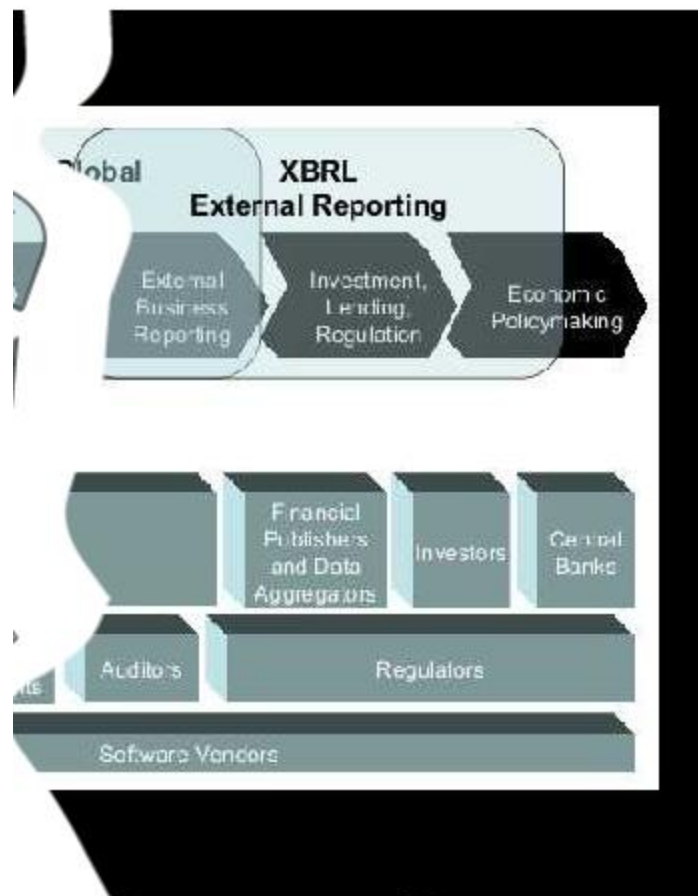 Global
XBRL
External Reporting
External
Business
Reporting
Investment,
Lending,
Regulation
Economic
Policymaking
Financial
Publishers
and Data
Aggregators
Investors
Central
Banks
Auditors
Regulators
Software Vendors